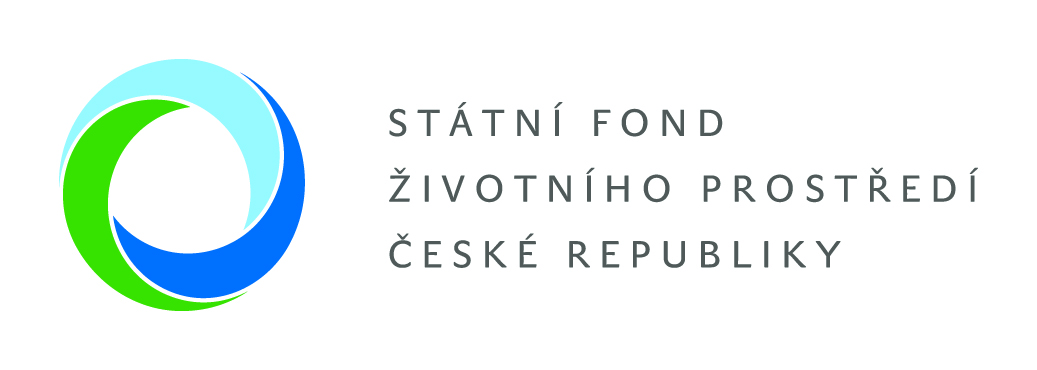 STÁTNÍ FOND
ŽIVOTNÍHO PROSTŘEDÍ
ČESKÉ REPUBLIKY